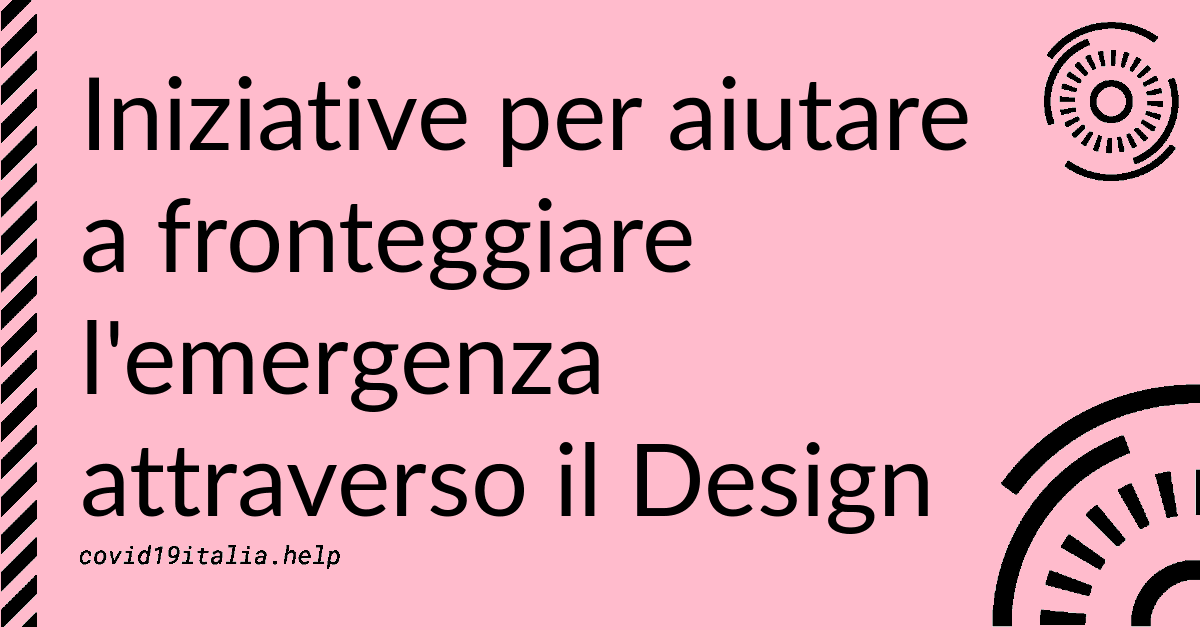 Iniziative per aiutare
a fronteggiare
l'emergenza
attraverso il Design
covid19italia.help